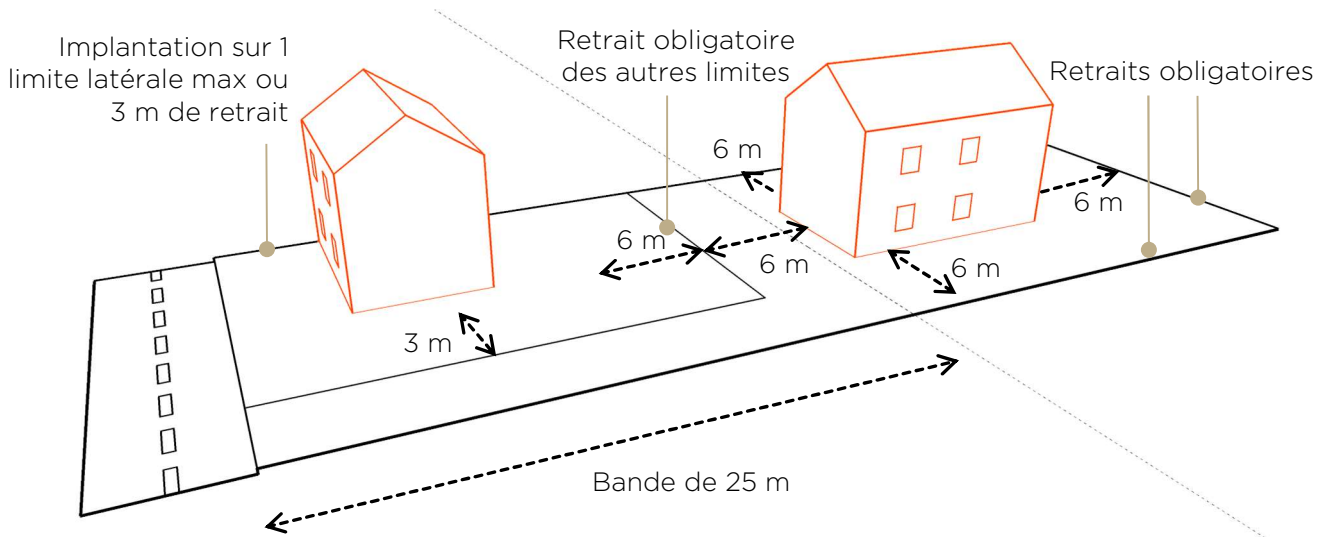 Implantation sur 1
limite latérale max ou
3 m de retrait
Retrait obligatoire
des autres limites
Retraits obligatoires
6 m
6 m
6 m
6 m
6 m
3 m
Bande de 25 m